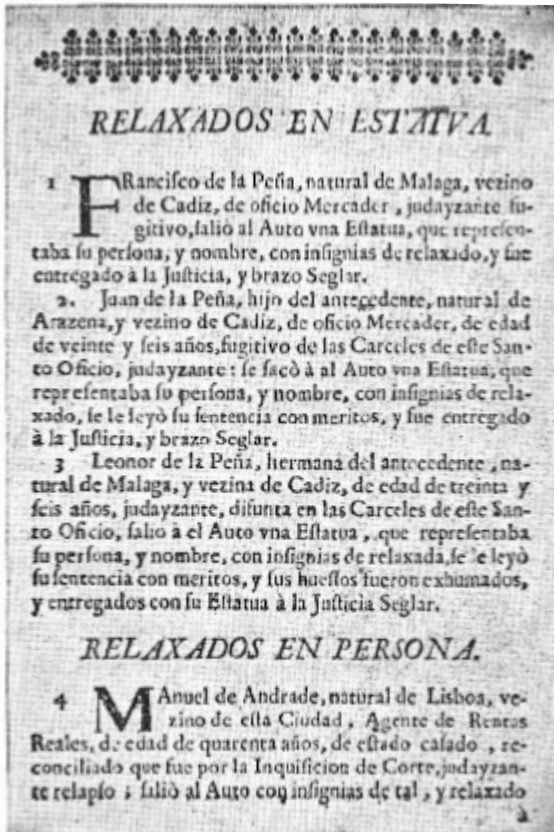 RELAXADOS EN ESTATVA.
1 FRancisco de la Peña, natural de Malaga, vezino
de Cadiz, de oficio Mercader, judayzante fu-
gitivo, saliò al Auto vna Estatua, que represen-
taba su persona, y nombre, con insignias de relaxado, y fue
entregado à la Justicia, y brazo Seglar.
2. Juan de la Peña, hijo del antecedente, natural de
Arazena, y vezino de Cadiz, de oficio Mercader, de edad
de veinte y seis años, fugitivo de las Carceles de este San-
to Oficio, judayzante: se sacò à al Auto vna Estatua, que
representaba su persona, y nombre, con insignias de rela-
xado, se le leyò su sentencia con meritos, y fue entregado
à la Justicia, y brazo Seglar.
3 Leonor de la Peña, hermana del antecedente, na-
tural de Malaga, y vezina de Cadiz, de edad de treinta y
seis años, judayzante, difunta en las Carceles de este San-
to Oficio, salio à el Auto vna Estatua, que representaba
su persona, y nombre, con insignias de relaxada, se le leyò
su sentencia con meritos, y sus huessos fueron exhumados,
y entregados con su Estatua à la Justicia Seglar.
RELAXADOS EN PERSONA.
4 MAnuel de Andrade, natural de Lisboa, ve-
zino de esta Ciudad, Agente de Rentas
Reales, de edad de quarenta años, de estado casado, re-
conciliado que fue por la Inquisicion de Corte, judayzan-
te relapso; saliò al Auto con insignias de tal, y relaxado
à